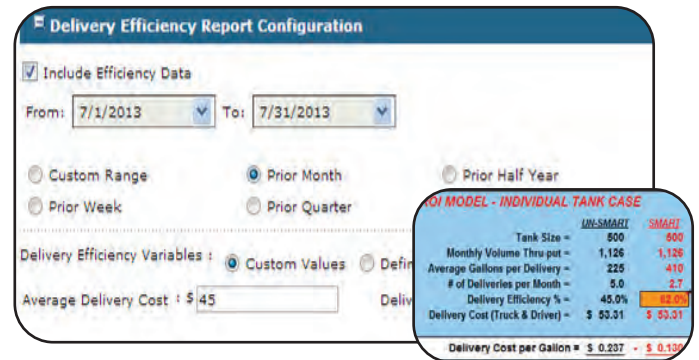 Delivery Efficiency Report Configuration
Include Efficiency Data
From: 7/1/2013 To: 7/31/2013
Custom Range Prior Month Prior Half Year
Prior Week Prior Quarter
Delivery Efficiency Variables : Custom Values Defin
Average Delivery Cost : $ 45 Deliv
ROI MODEL - INDIVIDUAL TANK CASE
UN-SMART SMART
Tank Size = 500 500
Monthly Volume Thru-put = 1,126 1,126
Average Gallons per Delivery = 225 410
# of Deliveries per Month = 5.0 2.7
Delivery Efficiency % = 45.0% 82.0%
Delivery Cost (Truck & Driver) = $ 53.31 $ 53.31
Delivery Cost per Gallon = $ 0.237 - $ 0.130